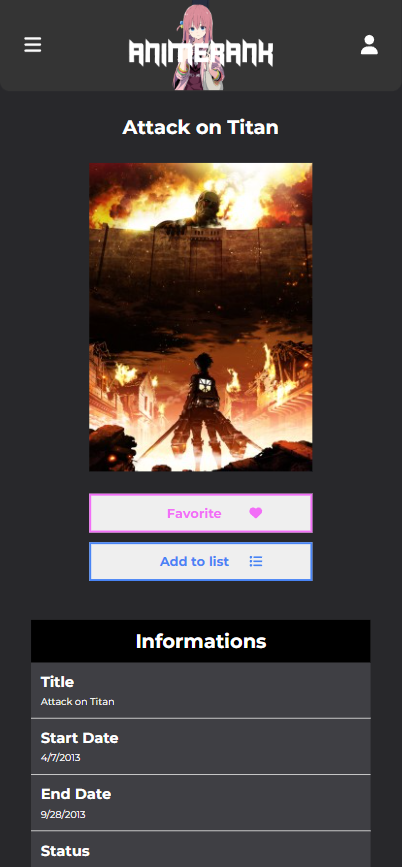 ANIMERANK
Attack on Titan
Favorite
Add to list
Informations
Title
Attack on Titan
Start Date
4/7/2013
End Date
9/28/2013
Status